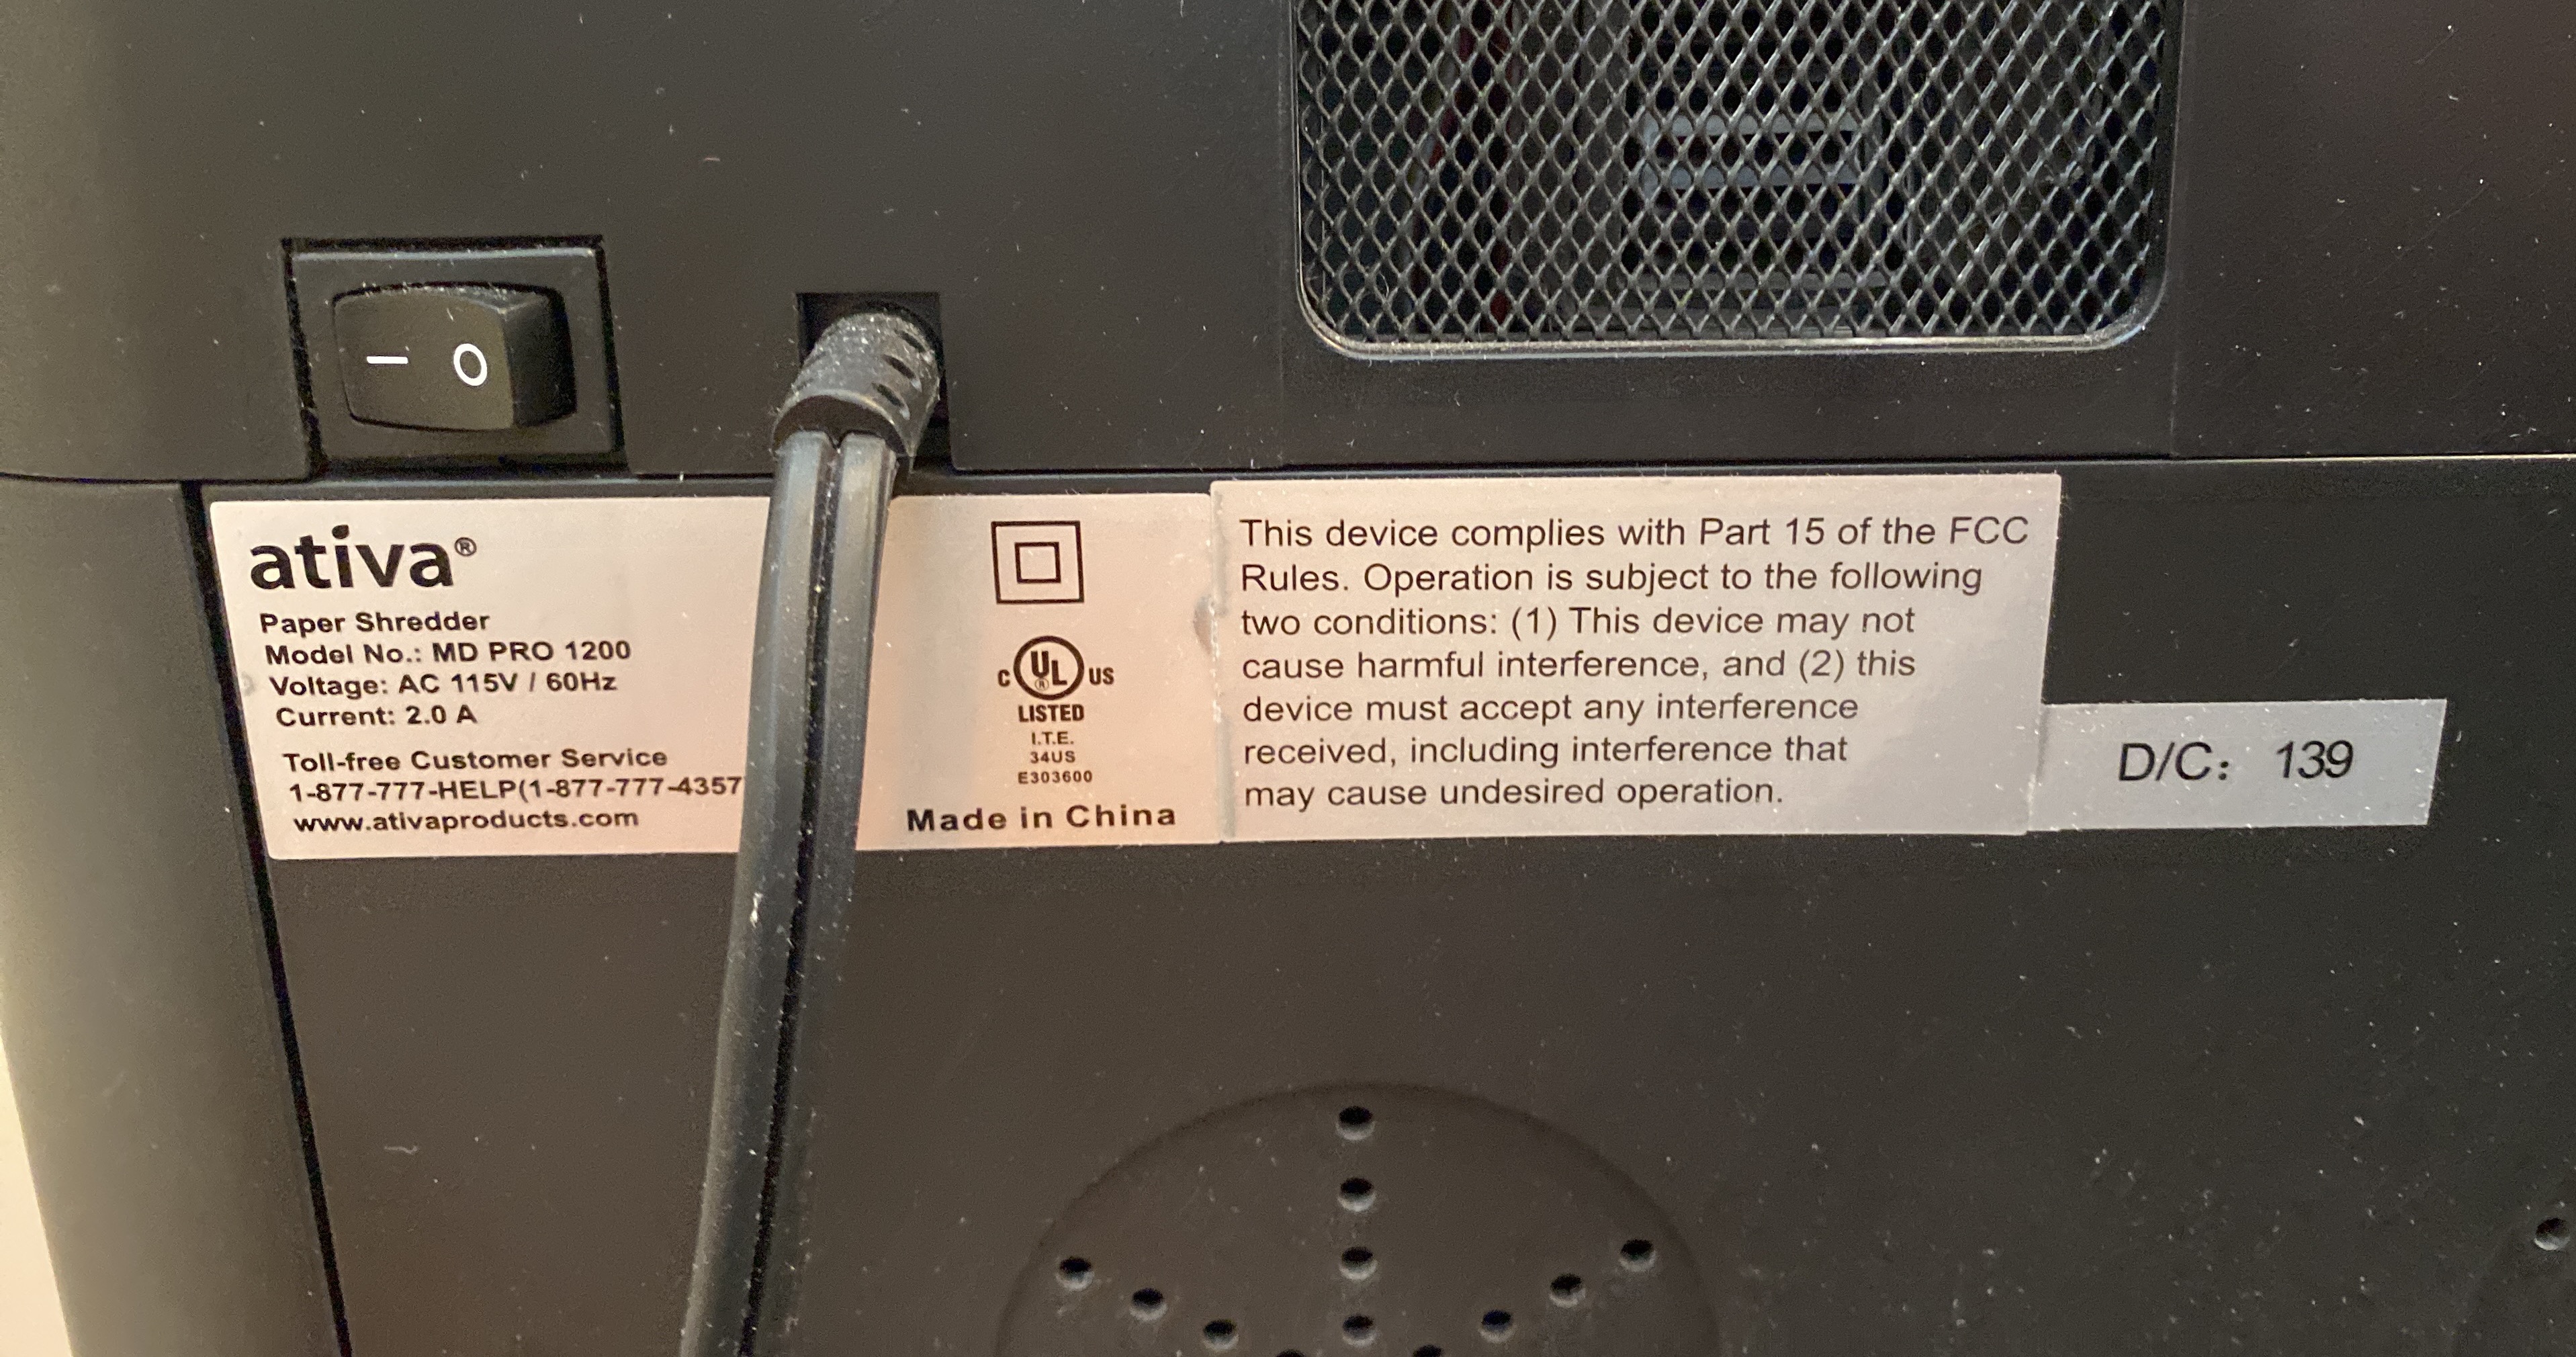 — O
ativa®
Paper Shredder
Model No.: MD PRO 1200
Voltage: AC 115V / 60Hz
Current: 2.0 A
Toll-free Customer Service
1-877-777-HELP(1-877-777-4357
www.ativaproducts.com
C UL® US
LISTED
I.T.E.
34US
E303600
Made in China
This device complies with Part 15 of the FCC
Rules. Operation is subject to the following
two conditions: (1) This device may not
cause harmful interference, and (2) this
device must accept any interference
received, including interference that
may cause undesired operation.
D/C: 139